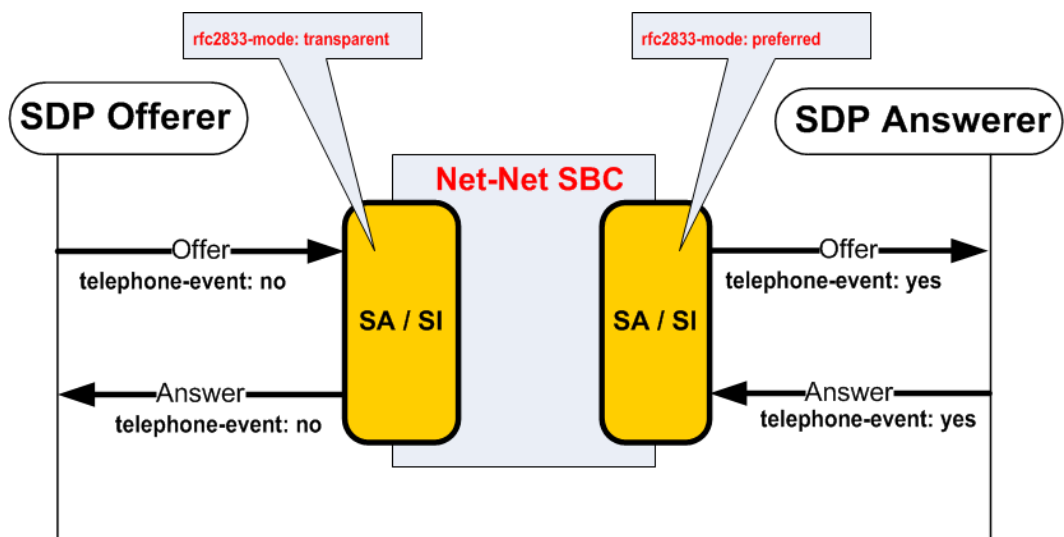 rfc2833-mode: transparent
rfc2833-mode: preferred
SDP Offerer
SDP Answerer
Net-Net SBC
Offer
telephone-event: no
Offer
telephone-event: yes
SA / SI
SA / SI
Answer
telephone-event: no
Answer
telephone-event: yes